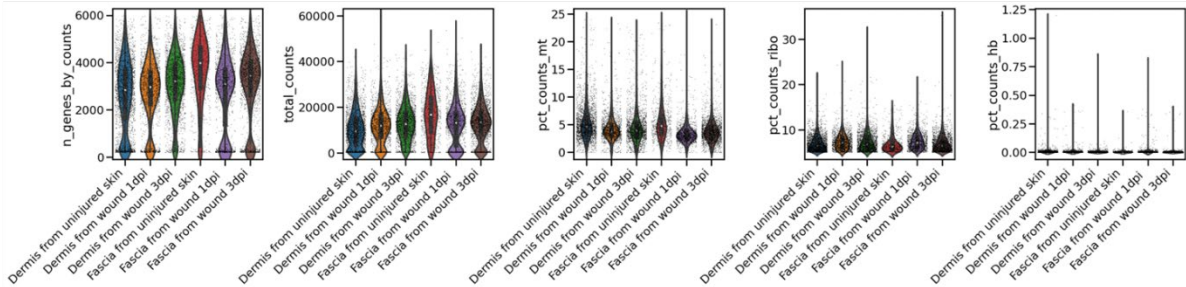 n_genes_by_counts
6000
4000
2000
0
Dermis from uninjured skin
Dermis from wound 1dpi
Dermis from wound 3dpi
Fascia from uninjured skin
Fascia from wound 1dpi
Fascia from wound 3dpi
total_counts
60000
40000
20000
0
Dermis from uninjured skin
Dermis from wound 1dpi
Dermis from wound 3dpi
Fascia from uninjured skin
Fascia from wound 1dpi
Fascia from wound 3dpi
pct_counts_mt
25
20
15
10
5
0
Dermis from uninjured skin
Dermis from wound 1dpi
Dermis from wound 3dpi
Fascia from uninjured skin
Fascia from wound 1dpi
Fascia from wound 3dpi
pct_counts_ribo
30
20
10
Dermis from uninjured skin
Dermis from wound 1dpi
Dermis from wound 3dpi
Fascia from uninjured skin
Fascia from wound 1dpi
Fascia from wound 3dpi
pct_counts_hb
1.25
1.00
0.75
0.50
0.25
0.00
Dermis from uninjured skin
Dermis from wound 1dpi
Dermis from wound 3dpi
Fascia from uninjured skin
Fascia from wound 1dpi
Fascia from wound 3dpi